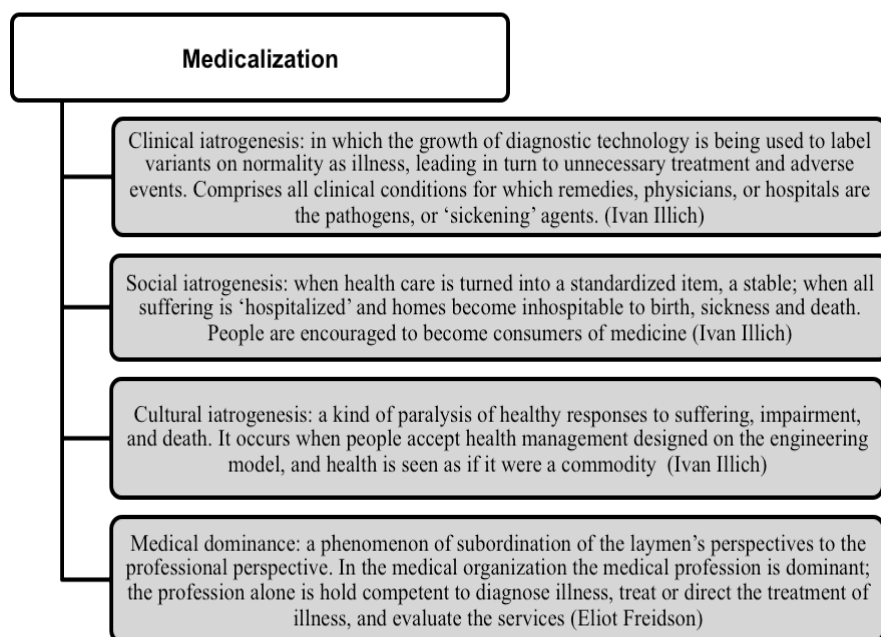 Medicalization
Clinical iatrogenesis: in which the growth of diagnostic technology is being used to label
variants on normality as illness, leading in turn to unnecessary treatment and adverse
events. Comprises all clinical conditions for which remedies, physicians, or hospitals are
the pathogens, or ‘sickening’ agents. (Ivan Illich)
Social iatrogenesis: when health care is turned into a standardized item, a stable; when all
suffering is ‘hospitalized’ and homes become inhospitable to birth, sickness and death.
People are encouraged to become consumers of medicine (Ivan Illich)
Cultural iatrogenesis: a kind of paralysis of healthy responses to suffering, impairment,
and death. It occurs when people accept health management designed on the engineering
model, and health is seen as if it were a commodity (Ivan Illich)
Medical dominance: a phenomenon of subordination of the laymen’s perspectives to the
professional perspective. In the medical organization the medical profession is dominant;
the profession alone is hold competent to diagnose illness, treat or direct the treatment of
illness, and evaluate the services (Eliot Freidson)